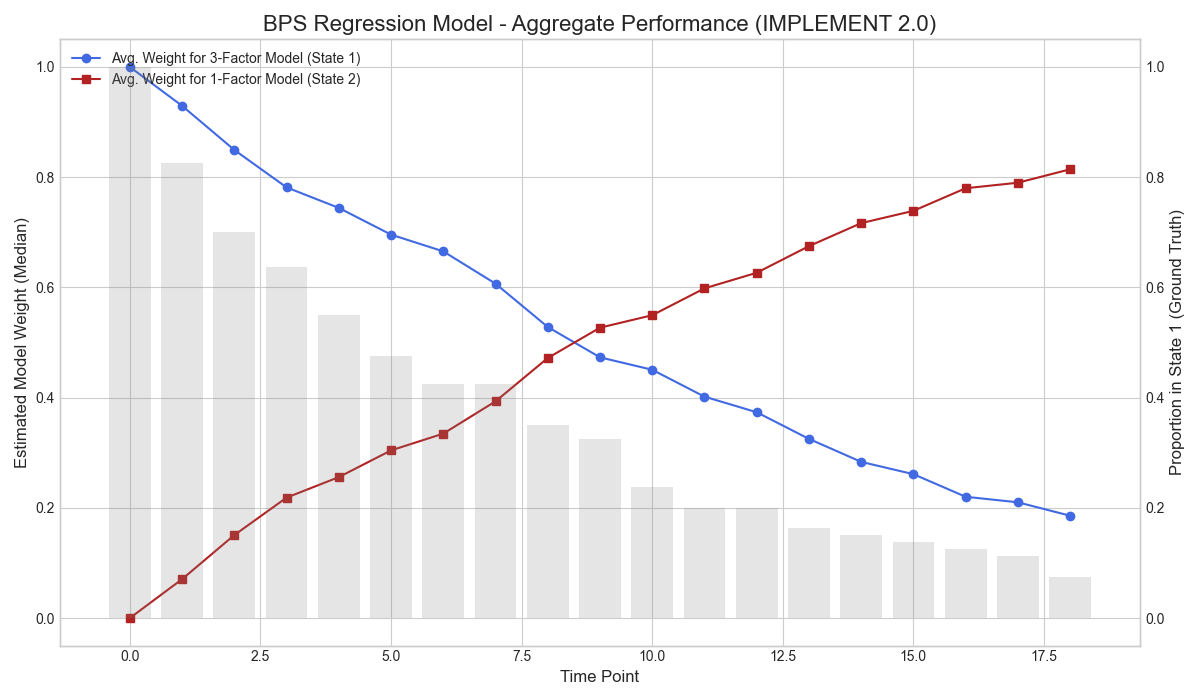 BPS Regression Model - Aggregate Performance (IMPLEMENT 2.0)
Avg. Weight for 3-Factor Model (State 1)
Avg. Weight for 1-Factor Model (State 2)
Estimated Model Weight (Median)
1.0
0.8
0.6
0.4
0.2
0.0
1.0
0.8
0.6
0.4
0.2
0.0
Proportion in State 1 (Ground Truth)
0.0 2.5 5.0 7.5 10.0 12.5 15.0 17.5
Time Point